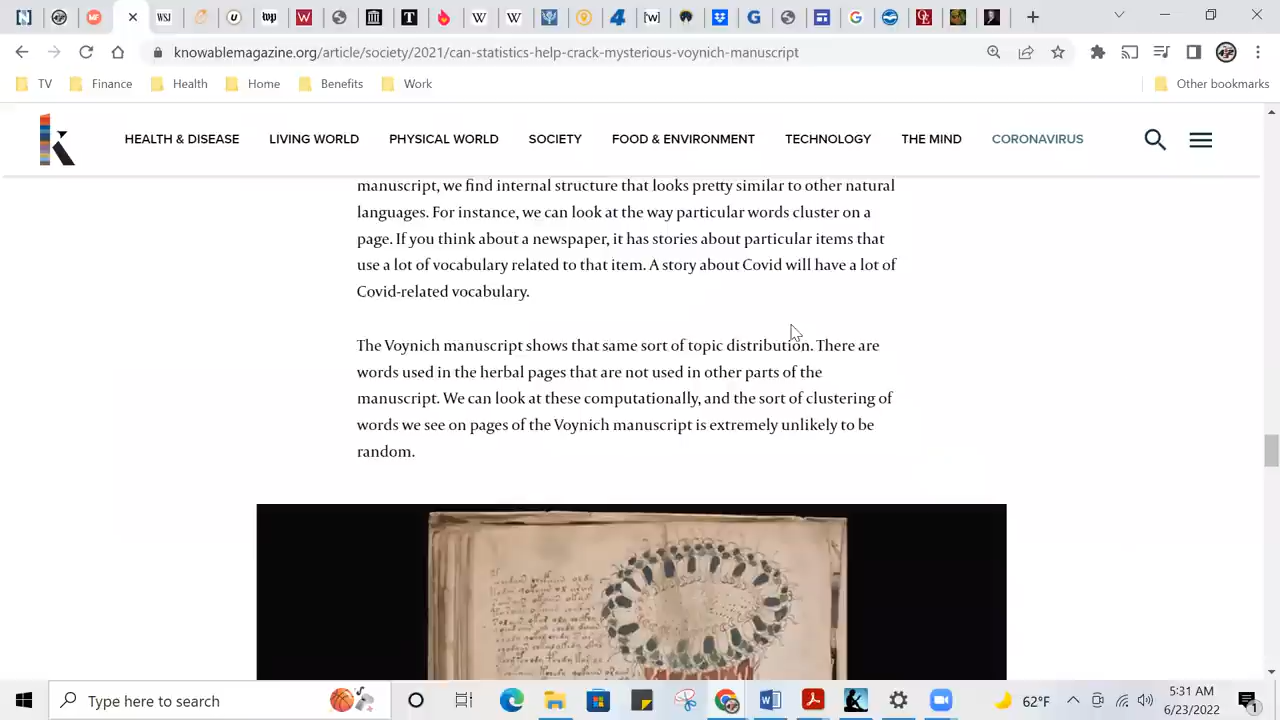 knowablemagazine.org/article/society/2021/can-statistics-help-crack-mysterious-voynich-manuscript
TV Finance Health Home Benefits Work Other bookmarks
k HEALTH & DISEASE LIVING WORLD PHYSICAL WORLD SOCIETY FOOD & ENVIRONMENT TECHNOLOGY THE MIND CORONAVIRUS
manuscript, we find internal structure that looks pretty similar to other natural
languages. For instance, we can look at the way particular words cluster on a
page. If you think about a newspaper, it has stories about particular items that
use a lot of vocabulary related to that item. A story about Covid will have a lot of
Covid-related vocabulary.
The Voynich manuscript shows that same sort of topic distribution. There are
words used in the herbal pages that are not used in other parts of the
manuscript. We can look at these computationally, and the sort of clustering of
words we see on pages of the Voynich manuscript is extremely unlikely to be
random.
Type here to search
62°F
5:31 AM
6/23/2022
1